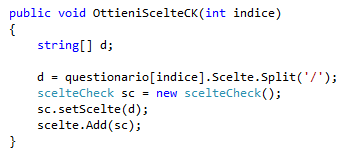 public void OttieniScelteCK(int indice)
{
string[] d;
d = questionario[indice].Scelte.Split('/');
scelteCheck sc = new scelteCheck();
sc.setScelte(d);
scelte.Add(sc);
}